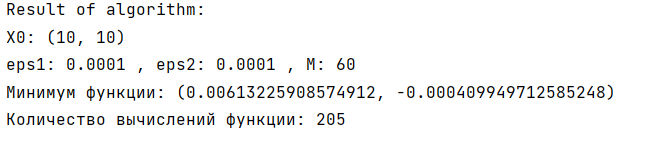 Result of algorithm:
X0: (10, 10)
eps1: 0.0001 , eps2: 0.0001 , M: 60
Минимум функции: (0.00613225908574912, -0.000409949712585248)
Количество вычислений функции: 205